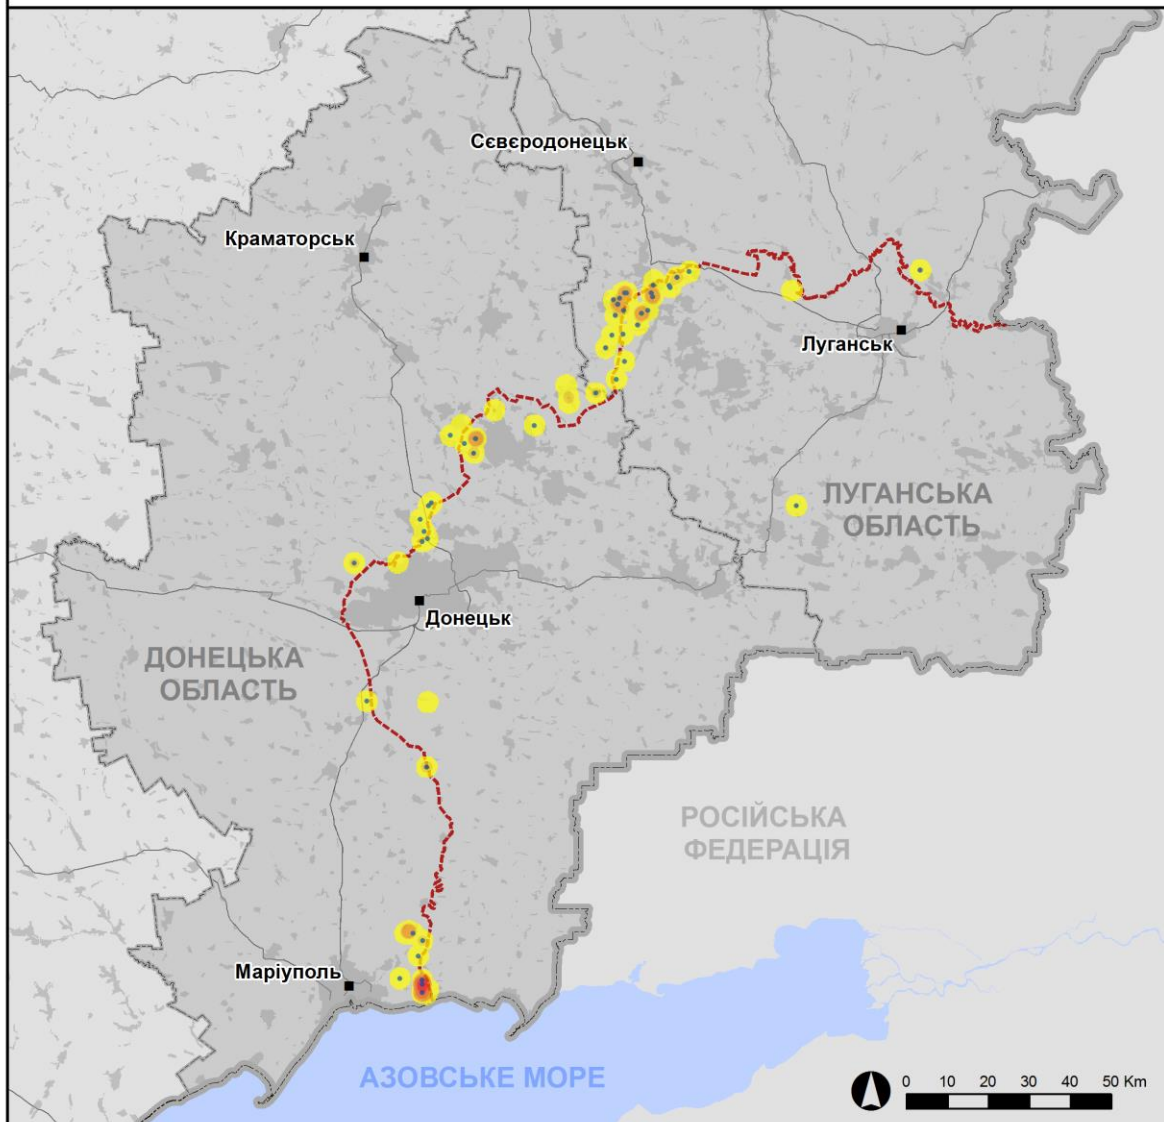 Сєвєродонецьк
Краматорськ
Луганськ
ЛУГАНСЬКА
ОБЛАСТЬ
Донецьк
ДОНЕЦЬКА
ОБЛАСТЬ
РОСІЙСЬКА
ФЕДЕРАЦІЯ
Маріуполь
АЗОВСЬКЕ МОРЕ
0 10 20 30 40 50 Km